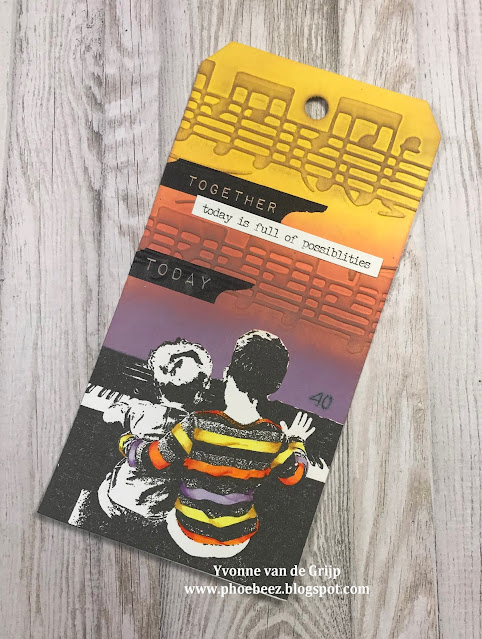 TOGETHER
today is full of possiblities
TODAY
40
Yvonne van de Grijp
www.phoebeez.blogspot.com